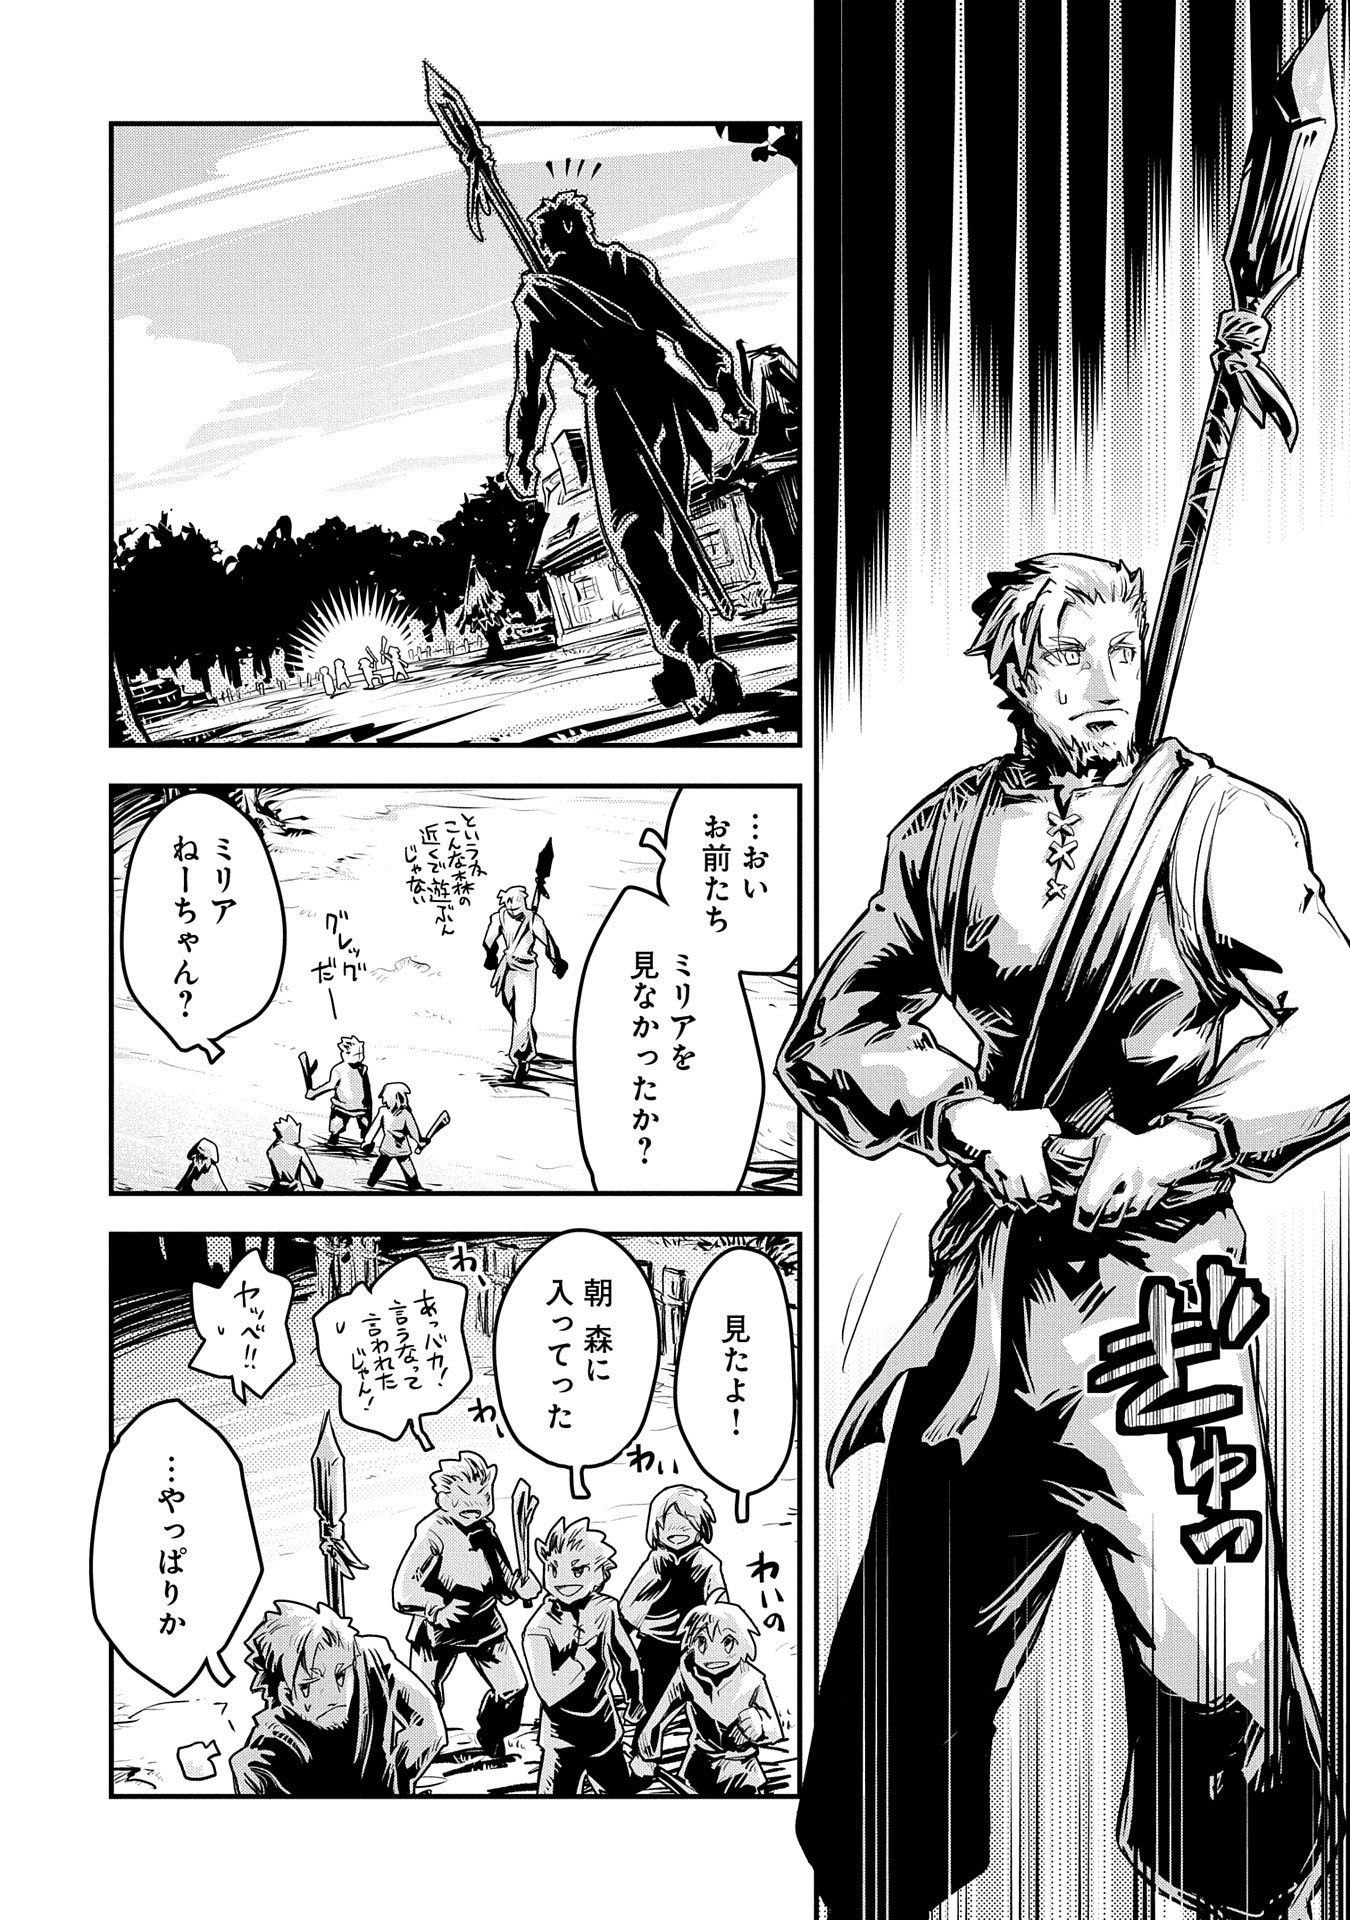 ぎゅっ
…おい
お前たち
ミリアを
見なかったか?
というか
こんな森の
近くで遊ぶん
じゃない
グレッグ
だー
ミリア
ねーちゃん?
見たよ!
朝 森に
入ってった
あっバカ!
言うなって
言われた
じゃん!
ヤッベ!!
わい
わい
わい
わいの
…やっぱりか